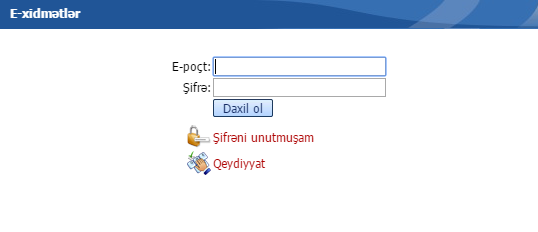 E-xidmətlər
E-poçt:
Şifrə:
Daxil ol
Şifrəni unutmuşam
Qeydiyyat